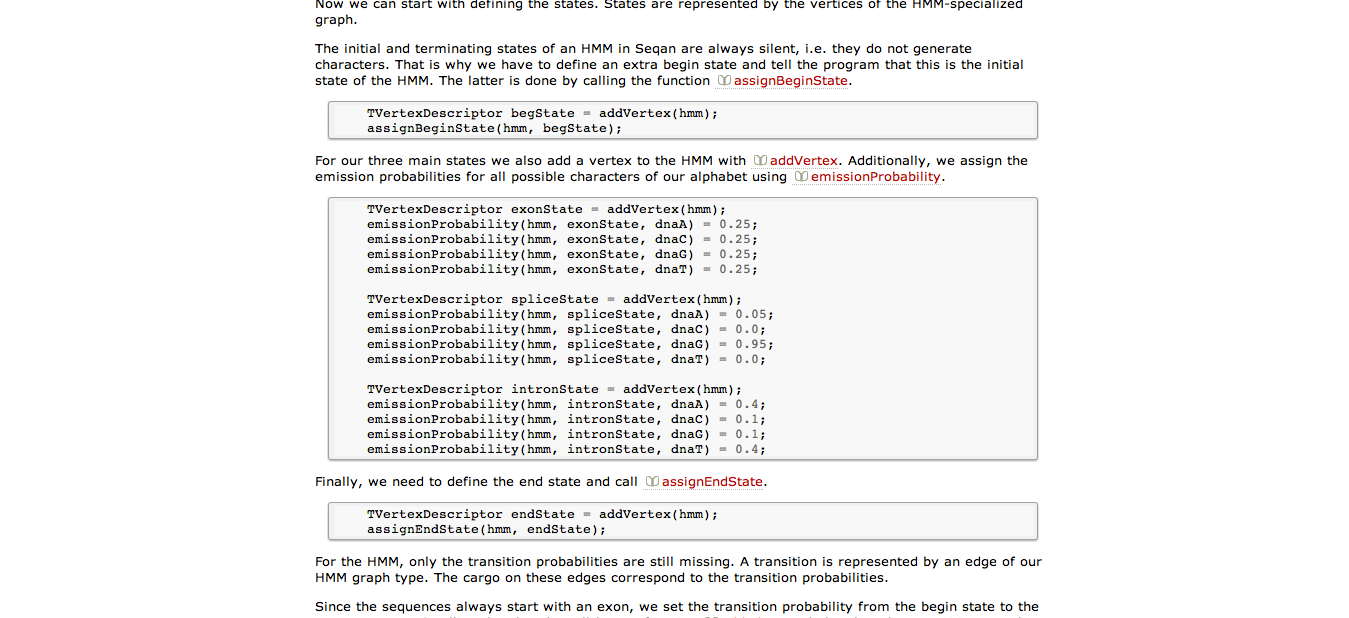 Now we can start with defining the states. States are represented by the vertices of the HMM-specialized
graph.
The initial and terminating states of an HMM in Seqan are always silent, i.e. they do not generate
characters. That is why we have to define an extra begin state and tell the program that this is the initial
state of the HMM. The latter is done by calling the function assignBeginState.
TVertexDescriptor begState = addVertex(hmm);
assignBeginState(hmm, begState);
For our three main states we also add a vertex to the HMM with addVertex. Additionally, we assign the
emission probabilities for all possible characters of our alphabet using emissionProbability.
TVertexDescriptor exonState = addVertex(hmm);
emissionProbability(hmm, exonState, dnaA) = 0.25;
emissionProbability(hmm, exonState, dnaC) = 0.25;
emissionProbability(hmm, exonState, dnaG) = 0.25;
emissionProbability(hmm, exonState, dnaT) = 0.25;
TVertexDescriptor spliceState = addVertex(hmm);
emissionProbability(hmm, spliceState, dnaA) = 0.05;
emissionProbability(hmm, spliceState, dnaC) = 0.0;
emissionProbability(hmm, spliceState, dnaG) = 0.95;
emissionProbability(hmm, spliceState, dnaT) = 0.0;
TVertexDescriptor intronState = addVertex(hmm);
emissionProbability(hmm, intronState, dnaA) = 0.4;
emissionProbability(hmm, intronState, dnaC) = 0.1;
emissionProbability(hmm, intronState, dnaG) = 0.1;
emissionProbability(hmm, intronState, dnaT) = 0.4;
Finally, we need to define the end state and call assignEndState.
TVertexDescriptor endState = addVertex(hmm);
assignEndState(hmm, endState);
For the HMM, only the transition probabilities are still missing. A transition is represented by an edge of our
HMM graph type. The cargo on these edges correspond to the transition probabilities.
Since the sequences always start with an exon, we set the transition probability from the begin state to the